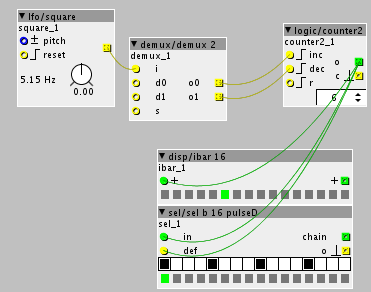 lfo/square
square_1
pitch
reset
5.15 Hz
0.00
demux/demux 2
demux_1
i
d0 o0
d1 o1
s
logic/counter2
counter2_1
inc o
dec c
r
6
disp/ibar 16
ibar_1
+ +
sel/sel b 16 pulseD
sel_1
in chain
def o